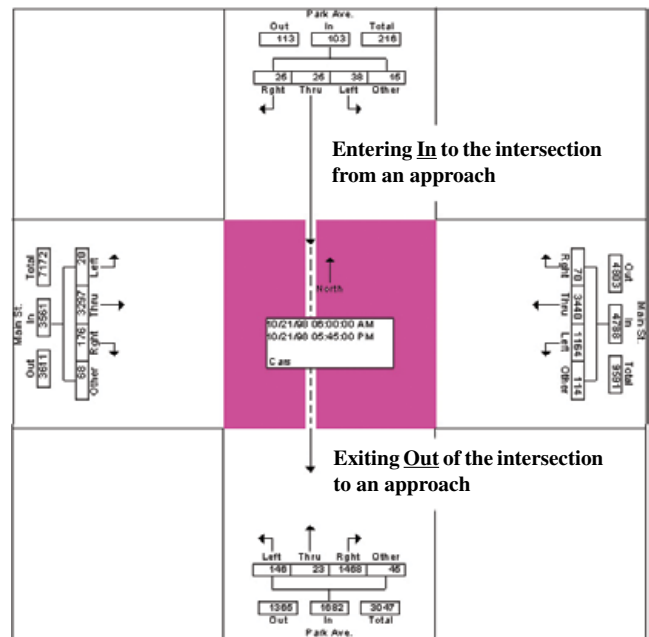 Park Ave.
Out In Total
113 103 216
25 25 38 15
Rght Thru Left Other
Entering In to the intersection
from an approach
Main St.
Total In Out
7172 3561 3611
20 3297 176 68
Left Thru Rght Other
North
10/21/98 06:00:00 AM
10/21/98 05:45:00 PM
Cars
Rght Thru Left Other
70 3440 1164 114
4803 4788 9591
Out In Total
Main St.
Exiting Out of the intersection
to an approach
Left Thru Rght Other
146 23 1468 45
1365 1682 3047
Out In Total
Park Ave.